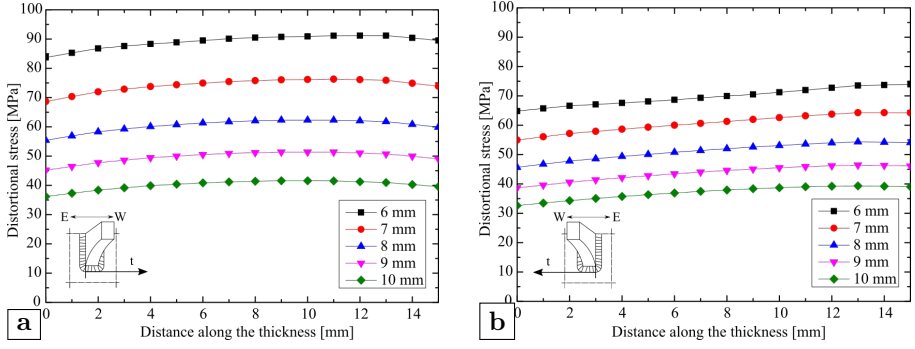 100
90
80
70
60
50
40
30
20
10
0
Distortional stress [MPa]
0 2 4 6 8 10 12 14
Distance along the thickness [mm]
E W
t
6 mm
7 mm
8 mm
9 mm
10 mm
a
100
90
80
70
60
50
40
30
20
10
0
Distortional stress [MPa]
0 2 4 6 8 10 12 14
Distance along the thickness [mm]
W E
t
6 mm
7 mm
8 mm
9 mm
10 mm
b